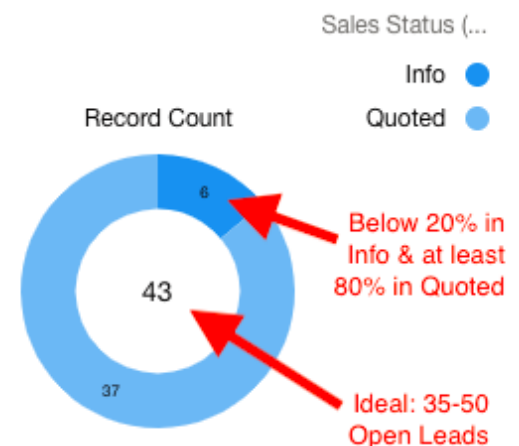 Sales Status (...
Info
Quoted
Record Count
6
Below 20% in
Info & at least
80% in Quoted
43
37
Ideal: 35-50
Open Leads